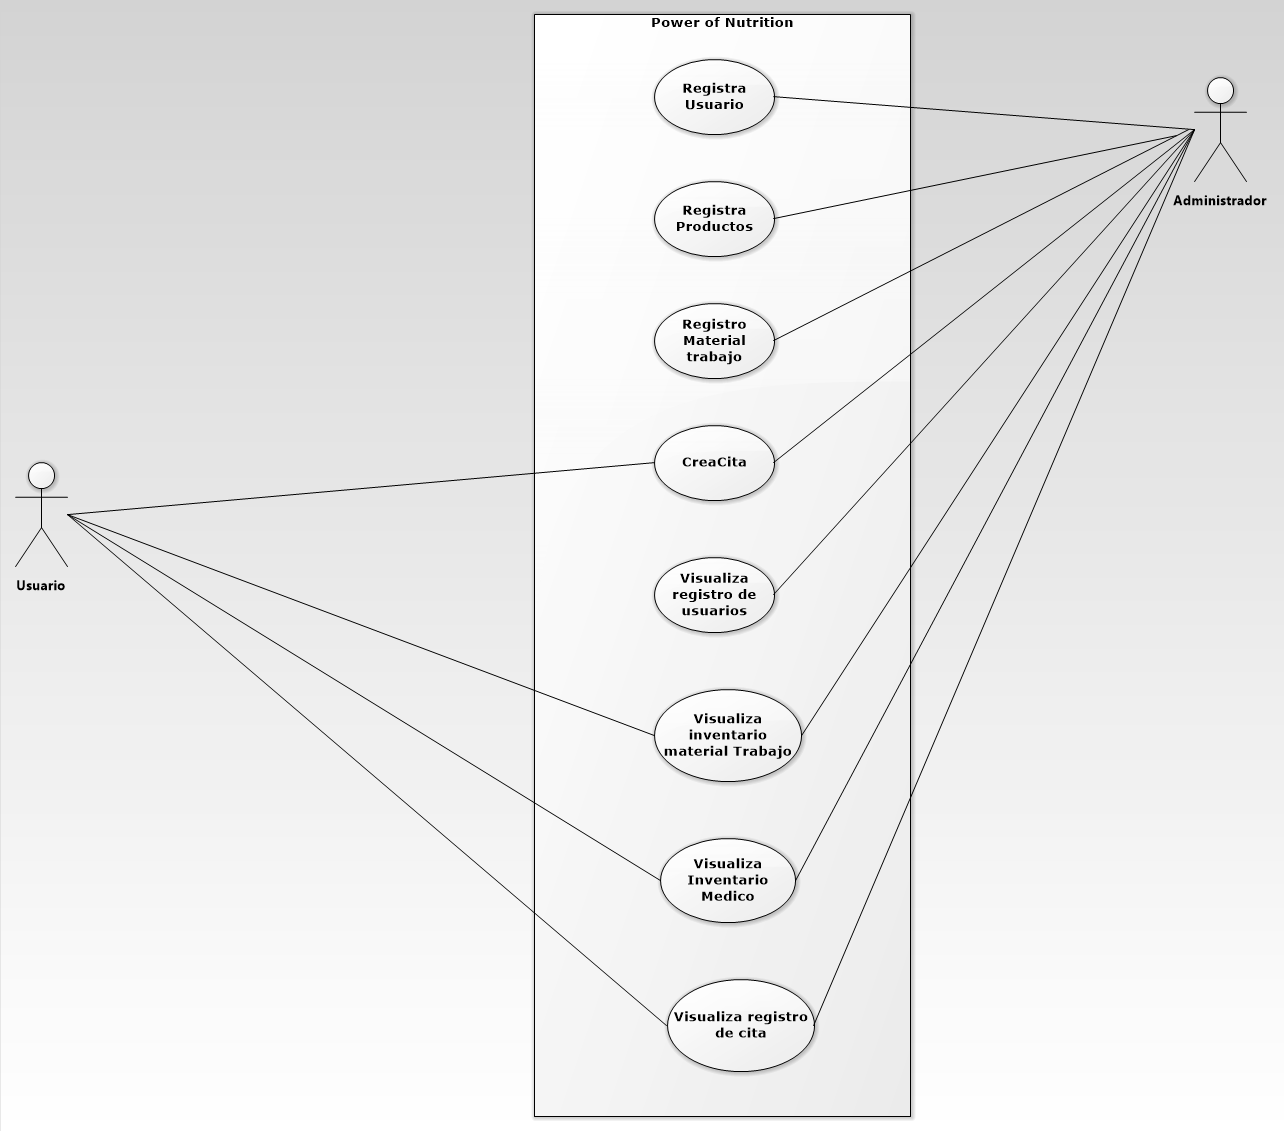 Power of Nutrition
Registra
Usuario
Administrador
Registra
Productos
Registro
Material
trabajo
CreaCita
Usuario
Visualiza
registro de
usuarios
Visualiza
inventario
material Trabajo
Visualiza
Inventario
Medico
Visualiza registro
de cita